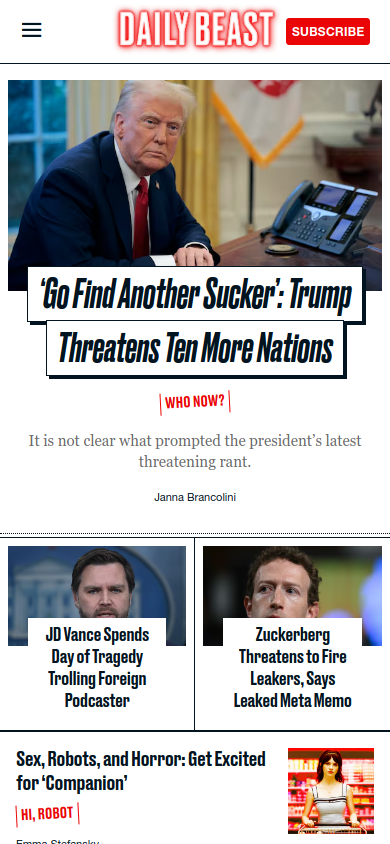 DAILY BEAST
SUBSCRIBE
‘Go Find Another Sucker’: Trump
Threatens Ten More Nations
WHO NOW?
It is not clear what prompted the president’s latest
threatening rant.
Janna Brancolini
JD Vance Spends
Day of Tragedy
Trolling Foreign
Podcaster
Zuckerberg
Threatens to Fire
Leakers, Says
Leaked Meta Memo
Sex, Robots, and Horror: Get Excited
for ‘Companion’
HI, ROBOT
Emma Stefansky